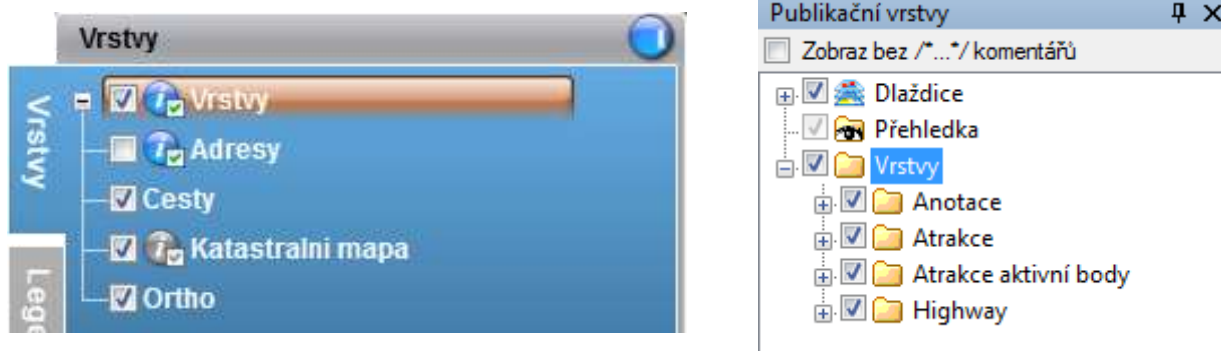 Vrstvy
Vrstvy
Vrstvy
Adresy
Cesty
Katastralni mapa
Ortho
Lege
Publikační vrstvy
Zobraz bez /*...*/ komentářů
Dlaždice
Přehledka
Vrstvy
Anotace
Atrakce
Atrakce aktivní body
Highway